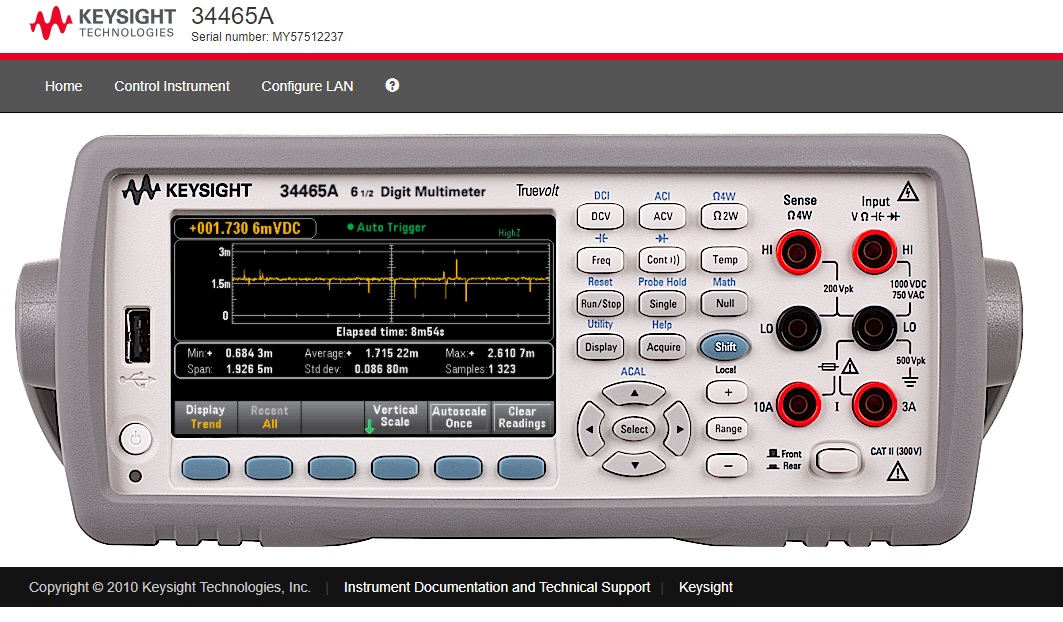 KEYSIGHT TECHNOLOGIES
34465A
Serial number: MY57512237
Home Control Instrument Configure LAN ?
KEYSIGHT 34465A 6 1/2 Digit Multimeter Truevolt
+001.730 6mVDC Auto Trigger HighZ
3m
1.5m
0
Elapsed time: 8m54s
Min:+ 0.684 3m Average:+ 1.715 22m Max:+ 2.610 7m
Span: 1.926 5m Std dev: 0.086 80m Samples:1 323
Display Trend
Recent All
Vertical Scale
Autoscale Once
Clear Readings
DCI ACI Ω4W
DCV ACV Ω2W
Freq Cont Temp
Reset Probe Hold Math
Run/Stop Single Null
Utility Help
Display Acquire Shift
ACAL Local
+
Select Range
−
Sense Ω4W
Input VΩ
HI HI
200Vpk
1000 VDC
750 VAC
LO LO
500Vpk
10A I 3A
Front
Rear
CAT II (300V)
Copyright © 2010 Keysight Technologies, Inc. | Instrument Documentation and Technical Support | Keysight